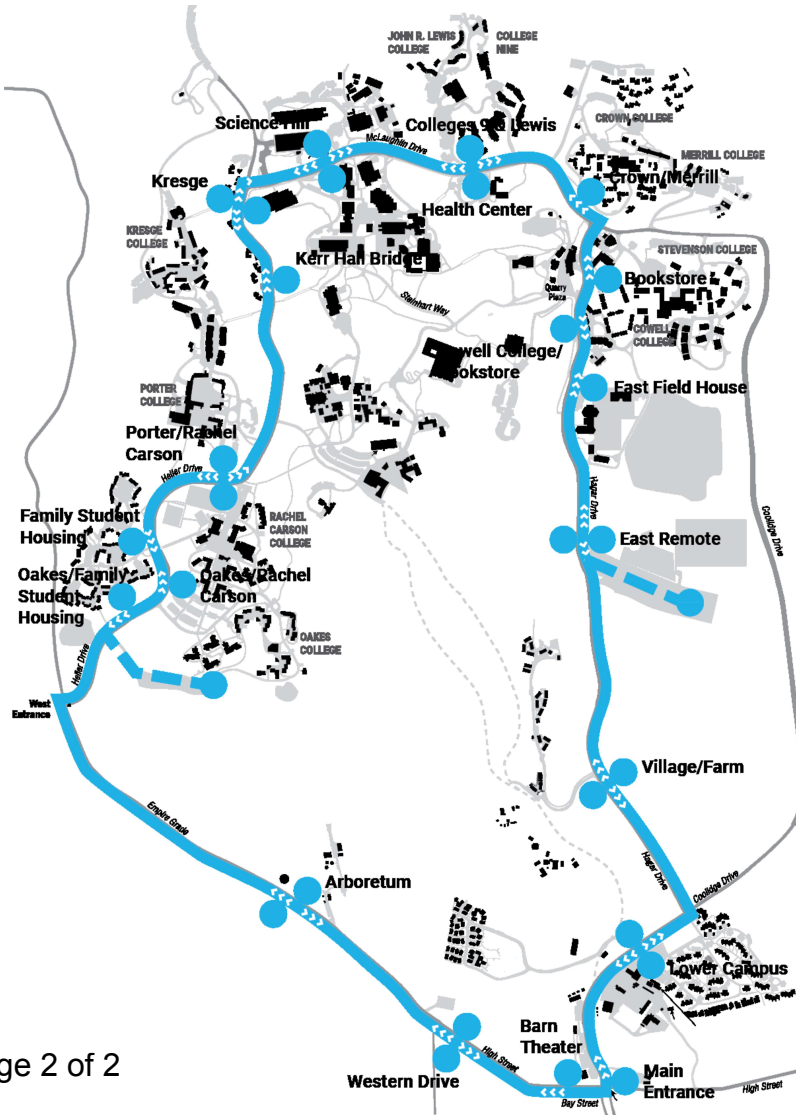 JOHN R. LEWIS
COLLEGE
COLLEGE
NINE
Science Hill
McLaughlin Drive
Colleges 9 & Lewis
CROWN COLLEGE
MERRILL COLLEGE
Kresge
Crown/Merrill
Health Center
KRESGE
COLLEGE
Kerr Hall Bridge
STEVENSON COLLEGE
Quarry
Plaza
Bookstore
Steinhart Way
COWELL
COLLEGE
College/
PORTER
COLLEGE
East Field House
Porter/Rachel
Carson
Heller Drive
Hagar Drive
Coolidge Drive
Family Student
Housing
RACHEL
CARSON
COLLEGE
East Remote
Oakes/Family
Student
Housing
Oakes/Rachel
Carson
OAKES
COLLEGE
Heller Drive
West
Entrance
Village/Farm
Empire Grade
Hagar Drive
Arboretum
Coolidge Drive
Lower Campus
Barn
Theater
ge 2 of 2
High Street
Western Drive
Main
Entrance
Bay Street
High Street